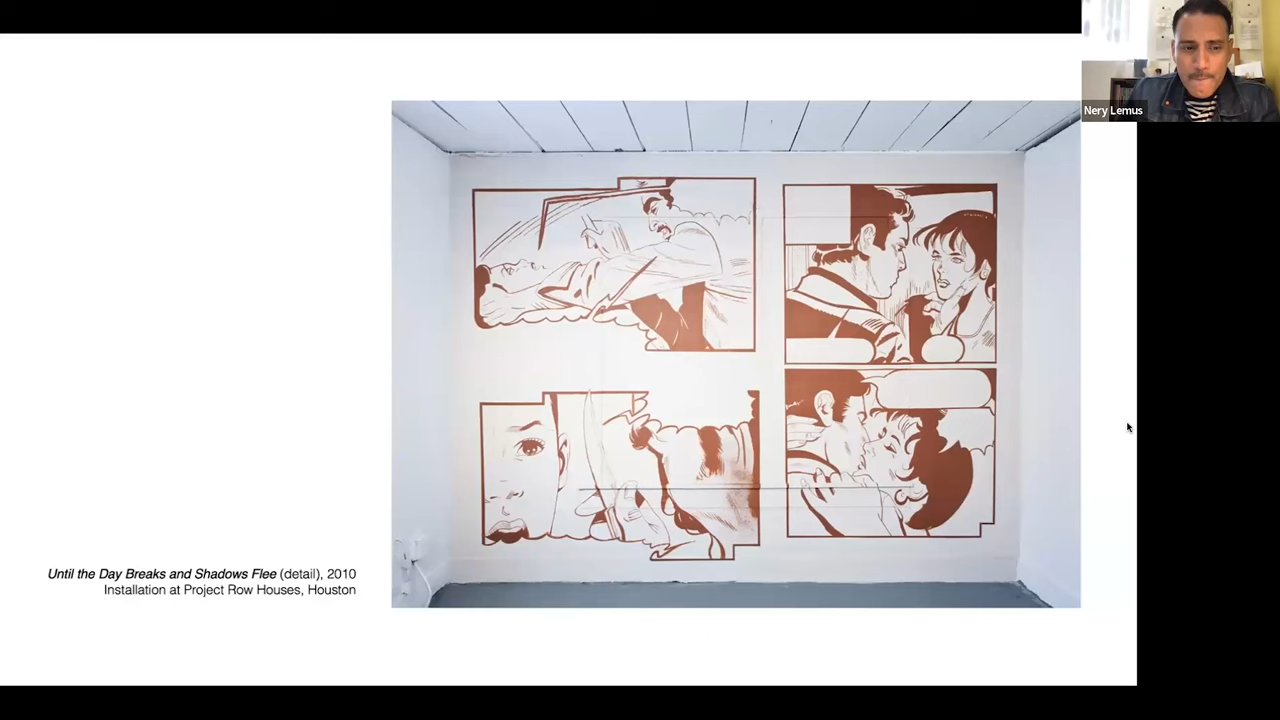 Nery Lemus
Until the Day Breaks and Shadows Flee (detail), 2010
Installation at Project Row Houses, Houston